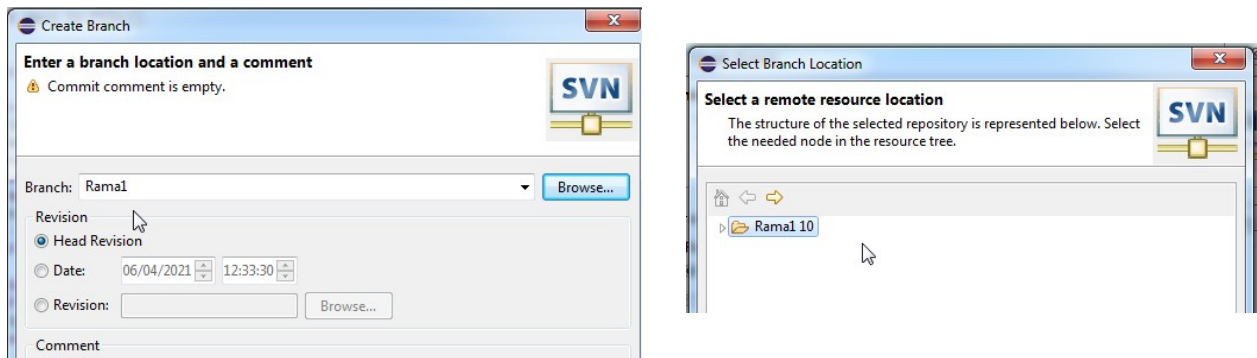 Create Branch
Enter a branch location and a comment
Commit comment is empty.
SVN
Branch: Rama1 Browse...
Revision
Head Revision
Date: 06/04/2021 12:33:30
Revision: Browse...
Comment
Select Branch Location
Select a remote resource location
The structure of the selected repository is represented below. Select
the needed node in the resource tree.
SVN
Rama1 10